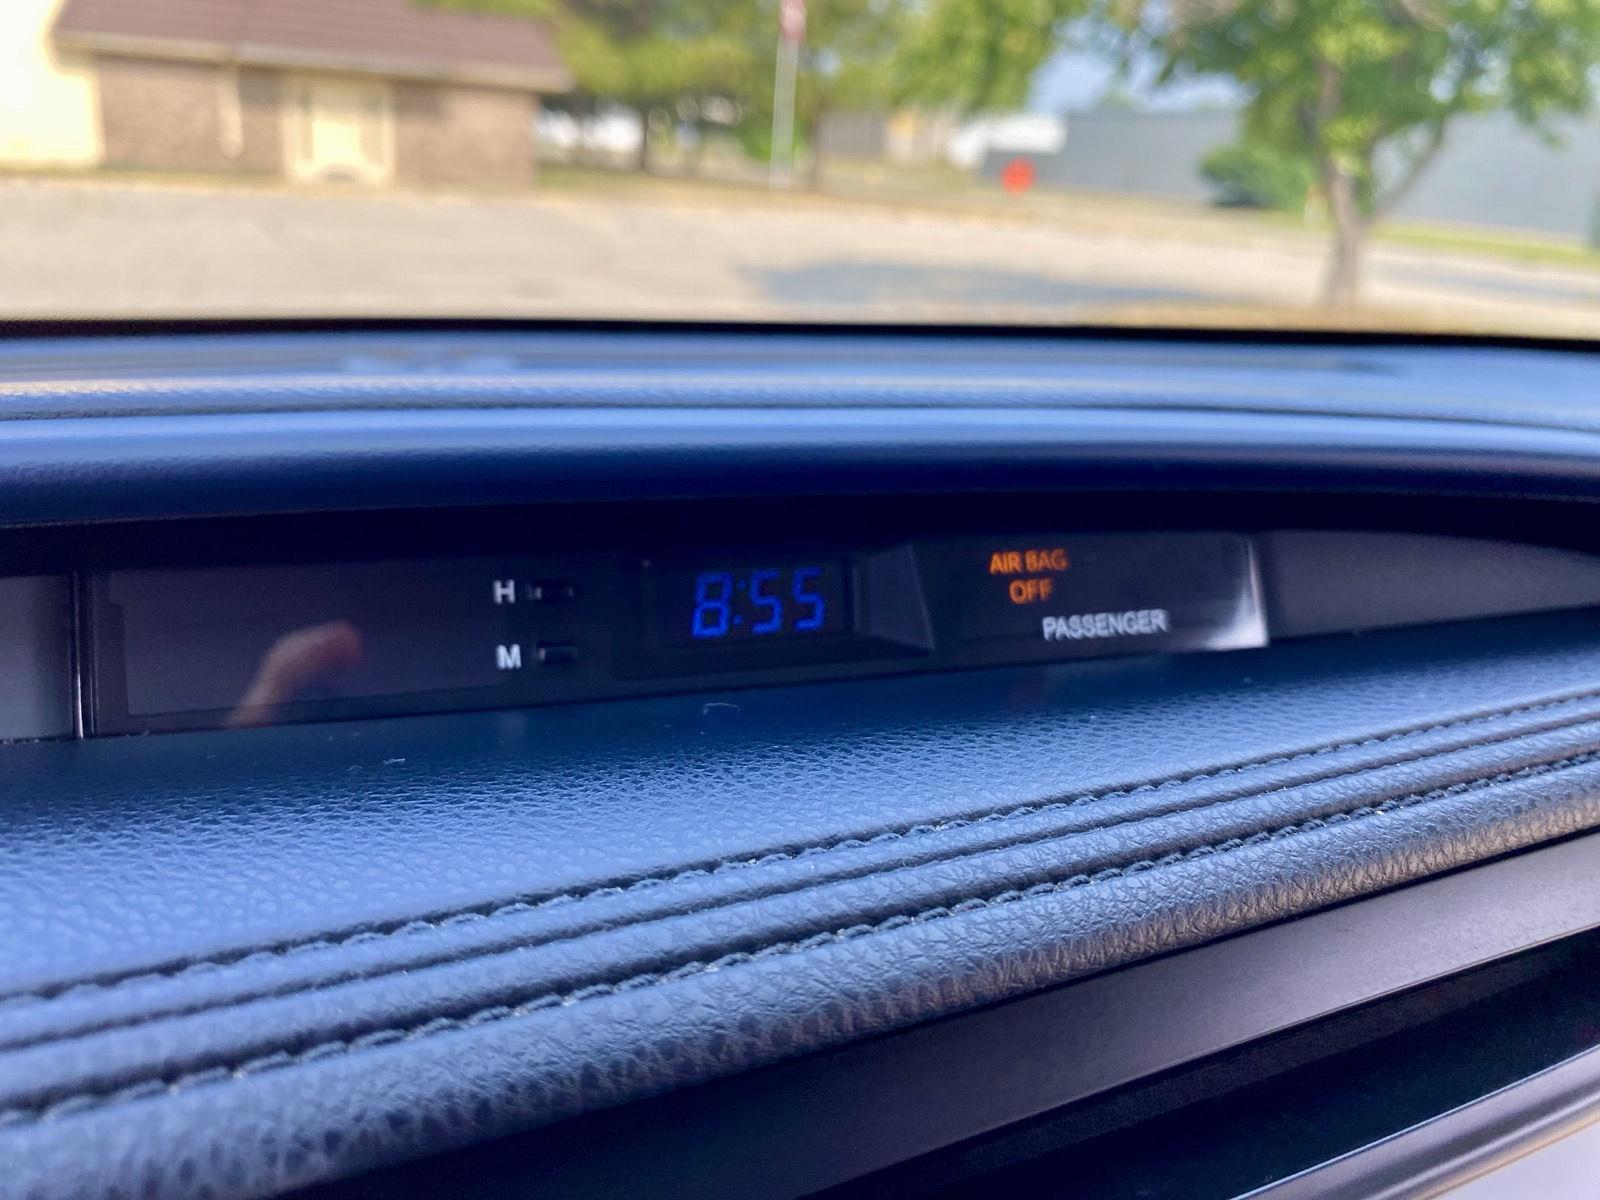 H
M
8:55
AIR BAG
OFF
PASSENGER